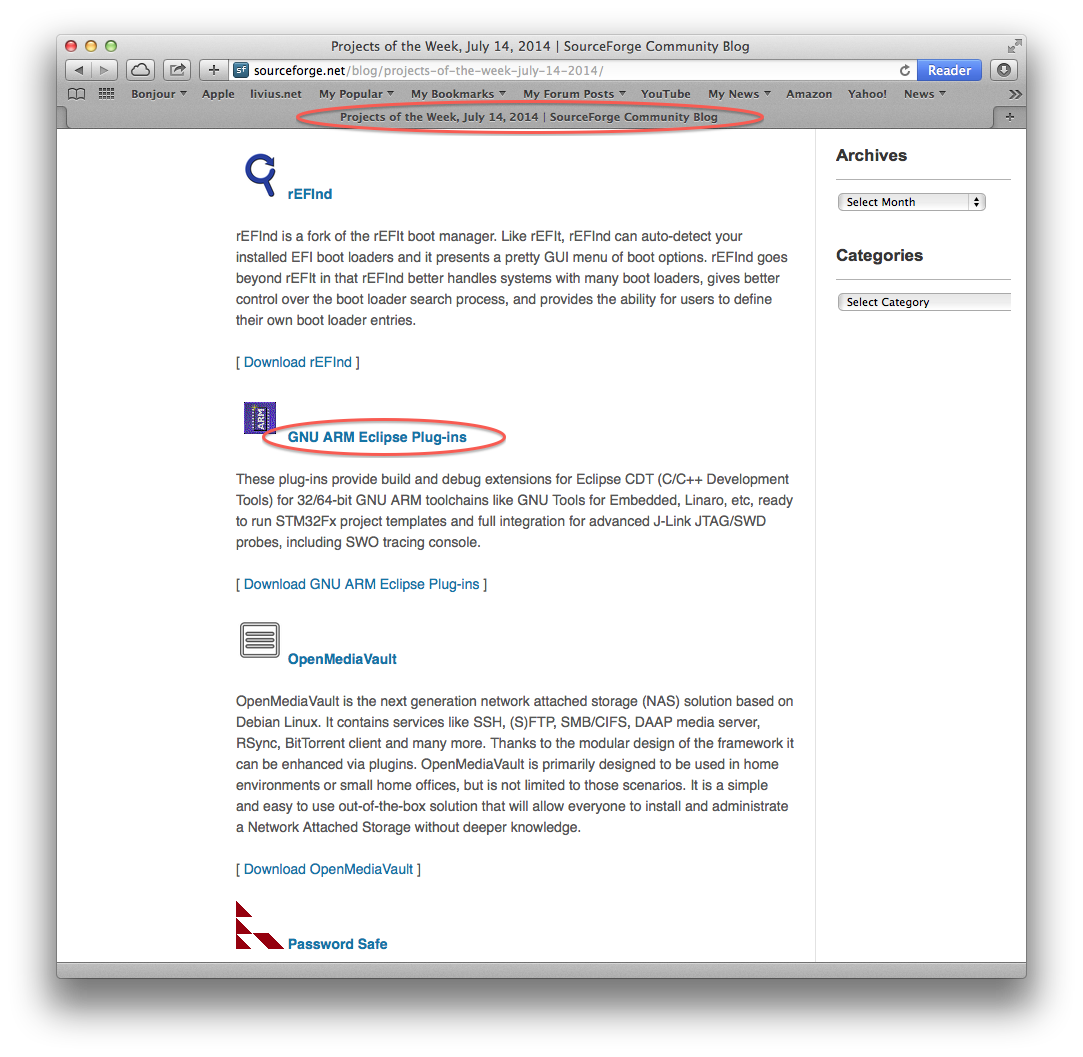 Projects of the Week, July 14, 2014 | SourceForge Community Blog
sf sourceforge.net/blog/projects-of-the-week-july-14-2014/ Reader
Bonjour Apple livius.net My Popular My Bookmarks My Forum Posts YouTube My News Amazon Yahoo! News
Projects of the Week, July 14, 2014 | SourceForge Community Blog
rEFInd
rEFInd is a fork of the rEFIt boot manager. Like rEFIt, rEFInd can auto-detect your
installed EFI boot loaders and it presents a pretty GUI menu of boot options. rEFInd goes
beyond rEFIt in that rEFInd better handles systems with many boot loaders, gives better
control over the boot loader search process, and provides the ability for users to define
their own boot loader entries.
[ Download rEFInd ]
ARM
GNU ARM Eclipse Plug-ins
These plug-ins provide build and debug extensions for Eclipse CDT (C/C++ Development
Tools) for 32/64-bit GNU ARM toolchains like GNU Tools for Embedded, Linaro, etc, ready
to run STM32Fx project templates and full integration for advanced J-Link JTAG/SWD
probes, including SWO tracing console.
[ Download GNU ARM Eclipse Plug-ins ]
OpenMediaVault
OpenMediaVault is the next generation network attached storage (NAS) solution based on
Debian Linux. It contains services like SSH, (S)FTP, SMB/CIFS, DAAP media server,
RSync, BitTorrent client and many more. Thanks to the modular design of the framework it
can be enhanced via plugins. OpenMediaVault is primarily designed to be used in home
environments or small home offices, but is not limited to those scenarios. It is a simple
and easy to use out-of-the-box solution that will allow everyone to install and administrate
a Network Attached Storage without deeper knowledge.
[ Download OpenMediaVault ]
Password Safe
Archives
Select Month
Categories
Select Category